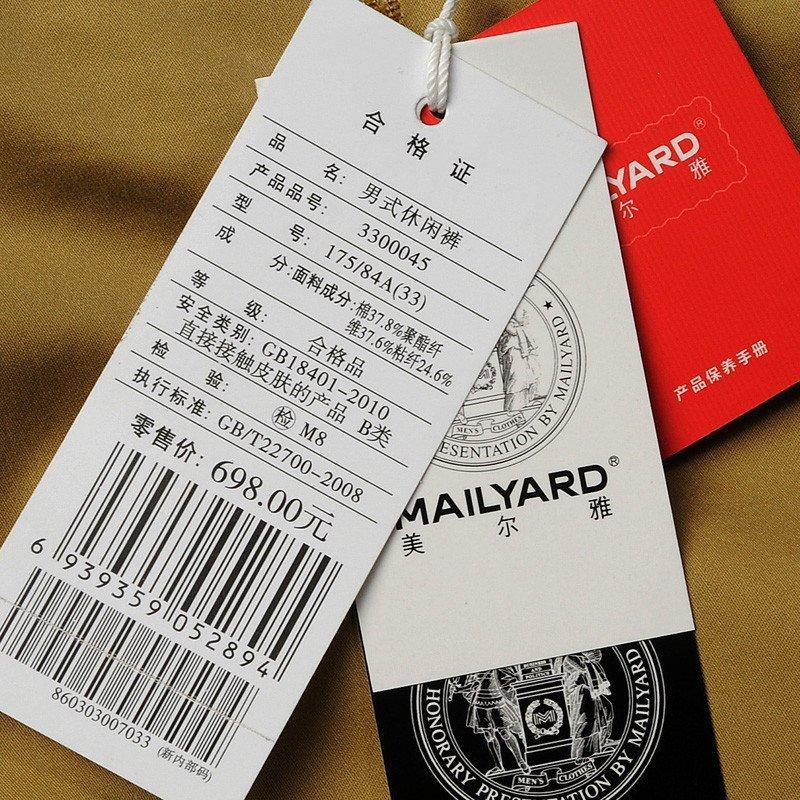 合格证
品 名: 男式休闲裤
产品品号: 3300045
型 号: 175/84A(33)
成 分:面料成分:棉37.8%聚酯纤
维37.6%粘纤24.6%
等 级: 合格品
安全类别: GB18401-2010
直接接触皮肤的产品 B类
检 验: 检 M8
执行标准: GB/T22700-2008
零售价: 698.00元
6 939359 052894
860303007033 (新内部码)
MEN'S CLOTHES
ESENTATION BY MAILYARD
MAILYARD®
美 尔 雅
BUSINESS
AND
POLITICS
M
MEN'S CLOTHES
HONORARY PRESENTATION BY MAILYARD
LYARD®
尔 雅
产品保养手册